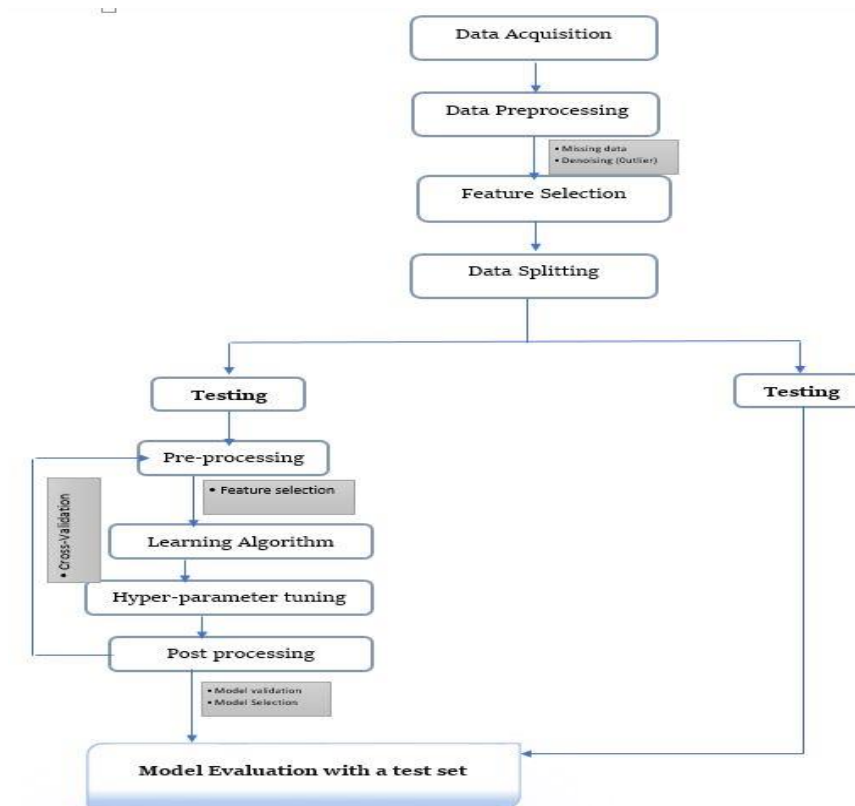 Data Acquisition
Data Preprocessing
• Missing data
• Denoising (Outlier)
Feature Selection
Data Splitting
Testing
Testing
Pre-processing
• Feature selection
• Cross-Validation
Learning Algorithm
Hyper-parameter tuning
Post processing
• Model validation
• Model Selection
Model Evaluation with a test set